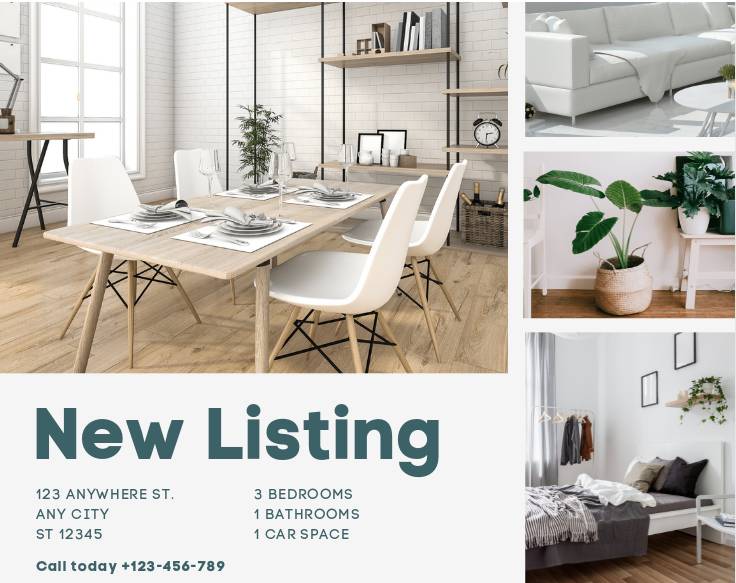 New Listing
123 ANYWHERE ST.
ANY CITY
ST 12345
3 BEDROOMS
1 BATHROOMS
1 CAR SPACE
Call today +123-456-789